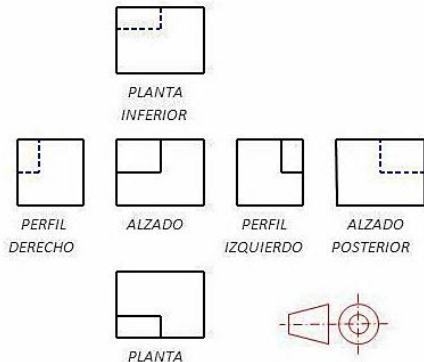 PLANTA
INFERIOR
PERFIL
DERECHO
ALZADO
PERFIL
IZQUIERDO
ALZADO
POSTERIOR
PLANTA